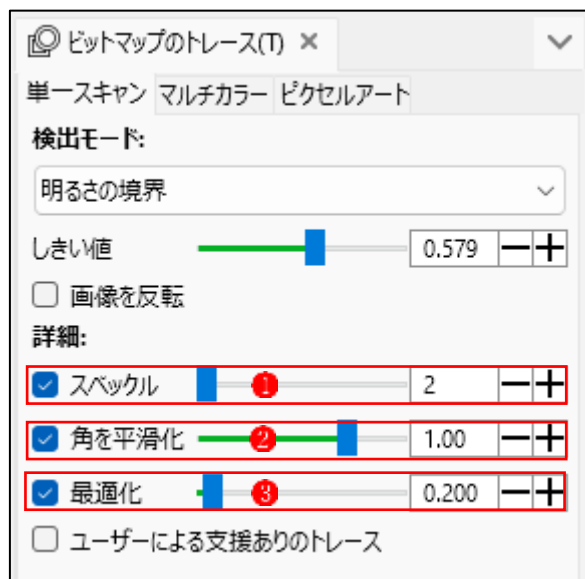 ビットマップのトレース(T) ×
単一スキャン マルチカラー ピクセルアート
検出モード:
明るさの境界
しきい値 0.579
画像を反転
詳細:
スペックル ❶ 2
角を平滑化 ❷ 1.00
最適化 ❸ 0.200
ユーザーによる支援ありのトレース